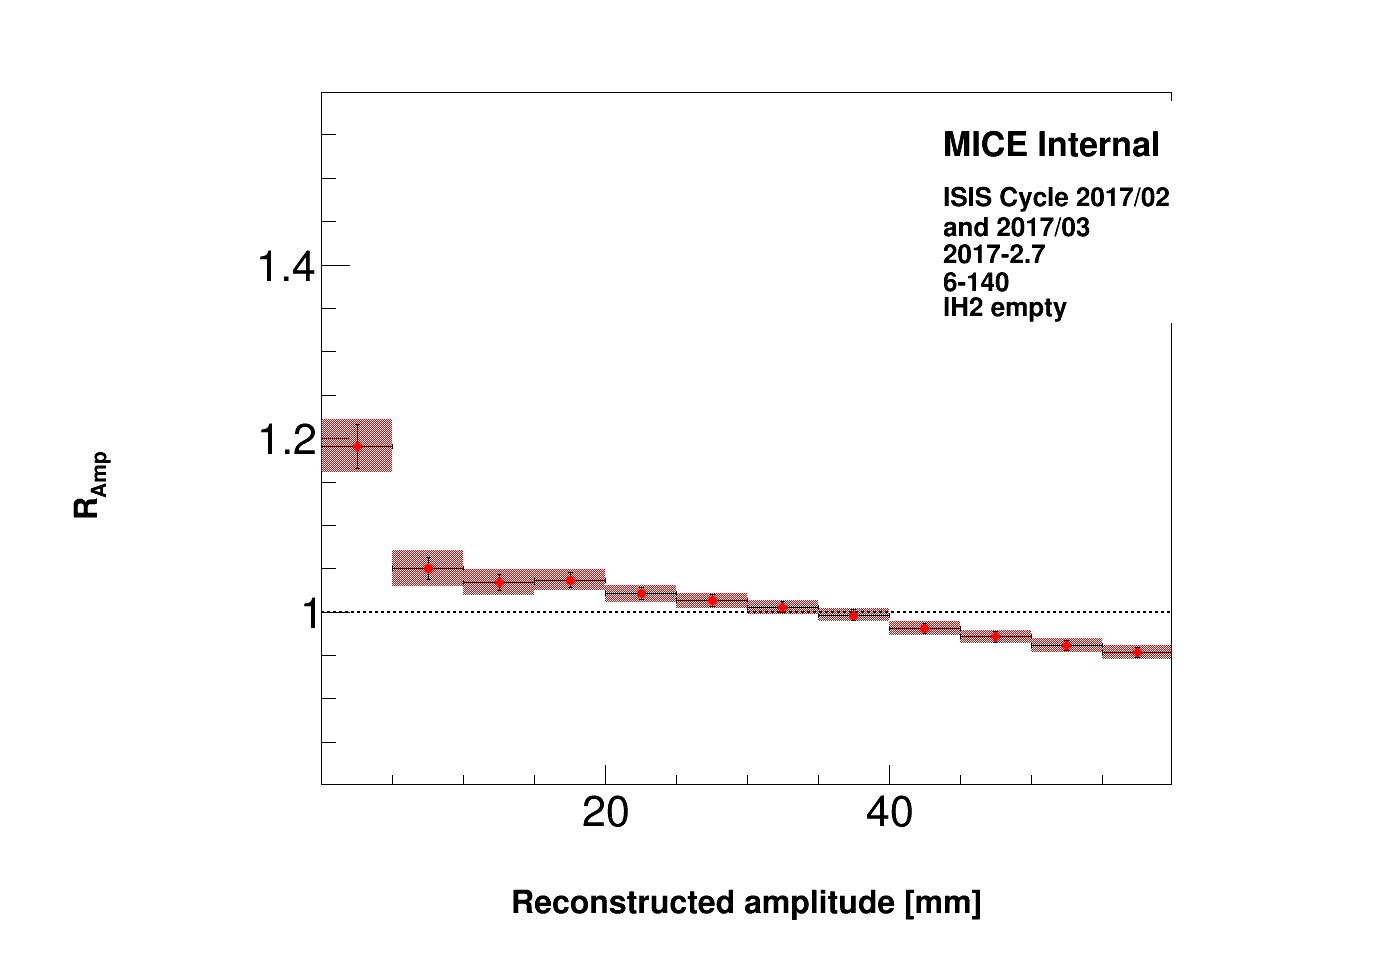 MICE Internal
ISIS Cycle 2017/02
and 2017/03
2017-2.7
6-140
lH2 empty
1.4
1.2
1
R_Amp
20
40
Reconstructed amplitude [mm]